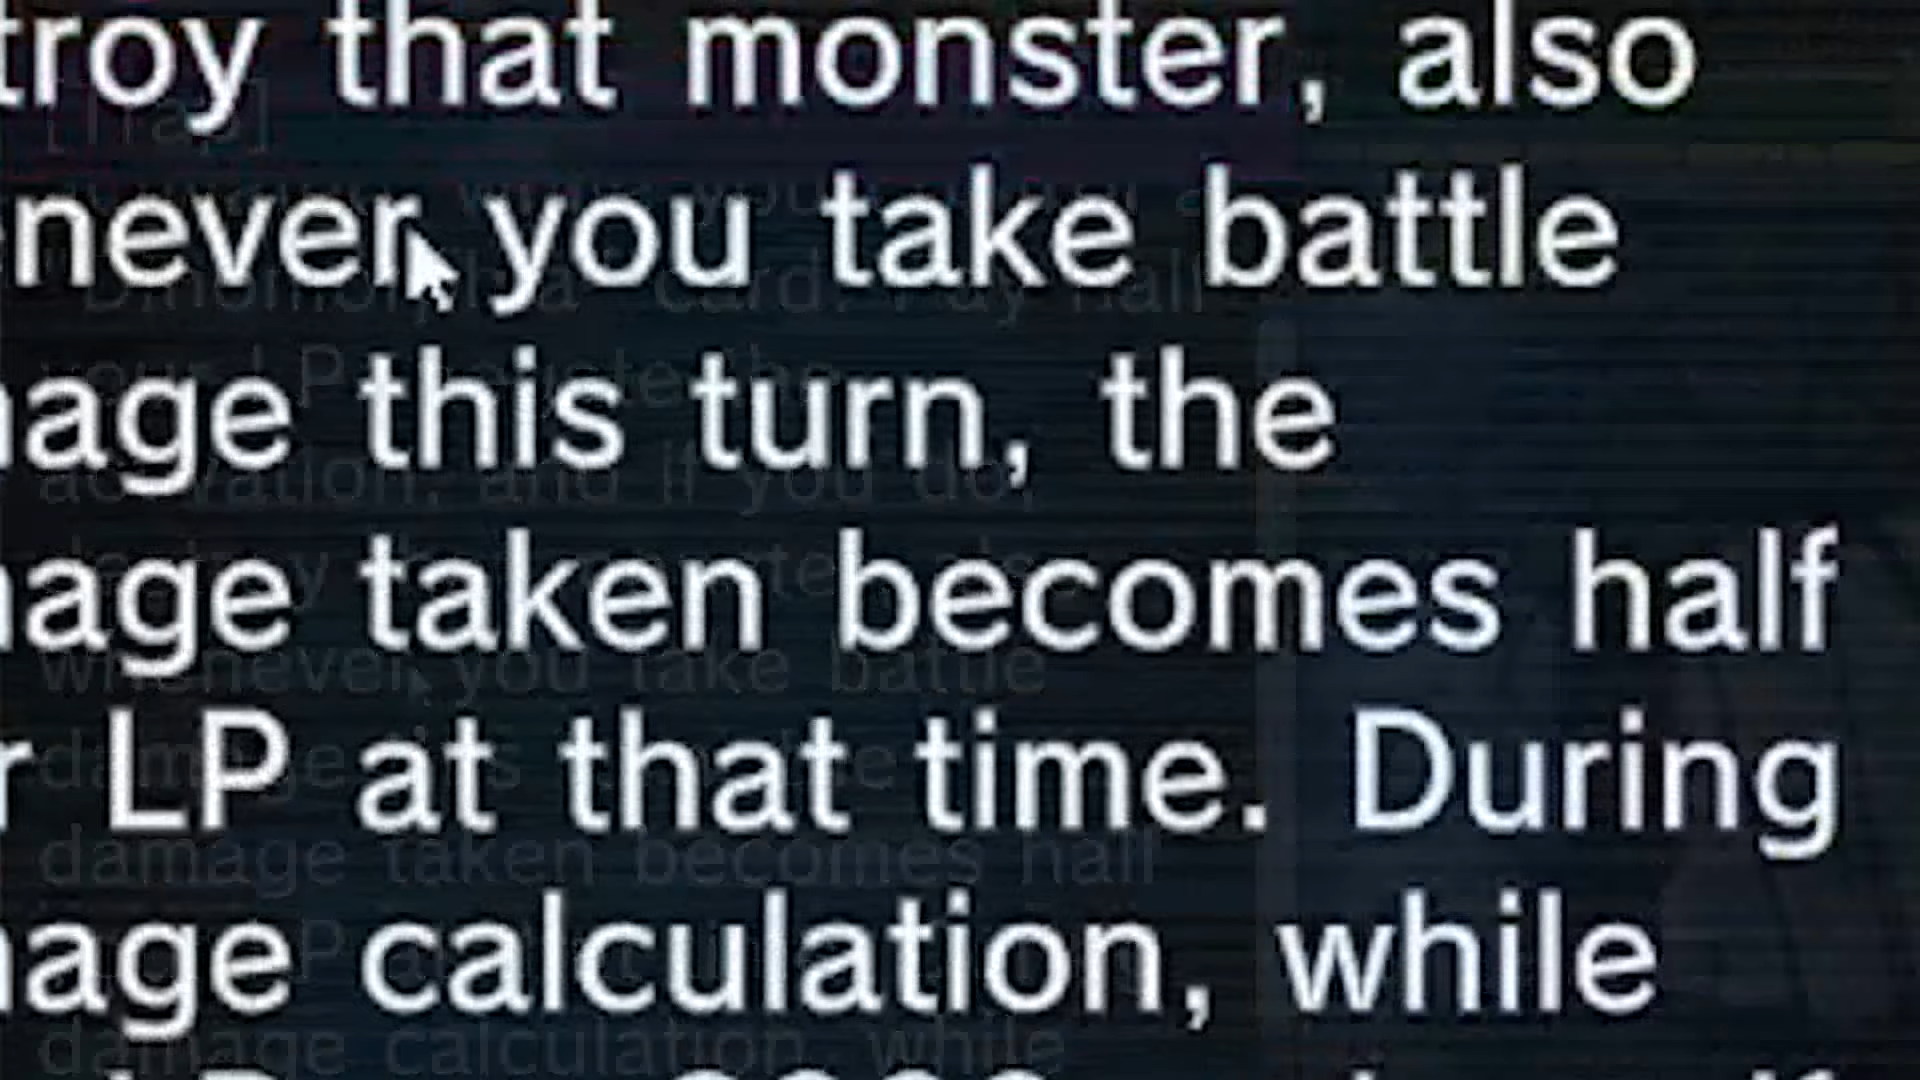 troy that monster, also
never you take battle
age this turn, the
age taken becomes half
r LP at that time. During
age calculation, while